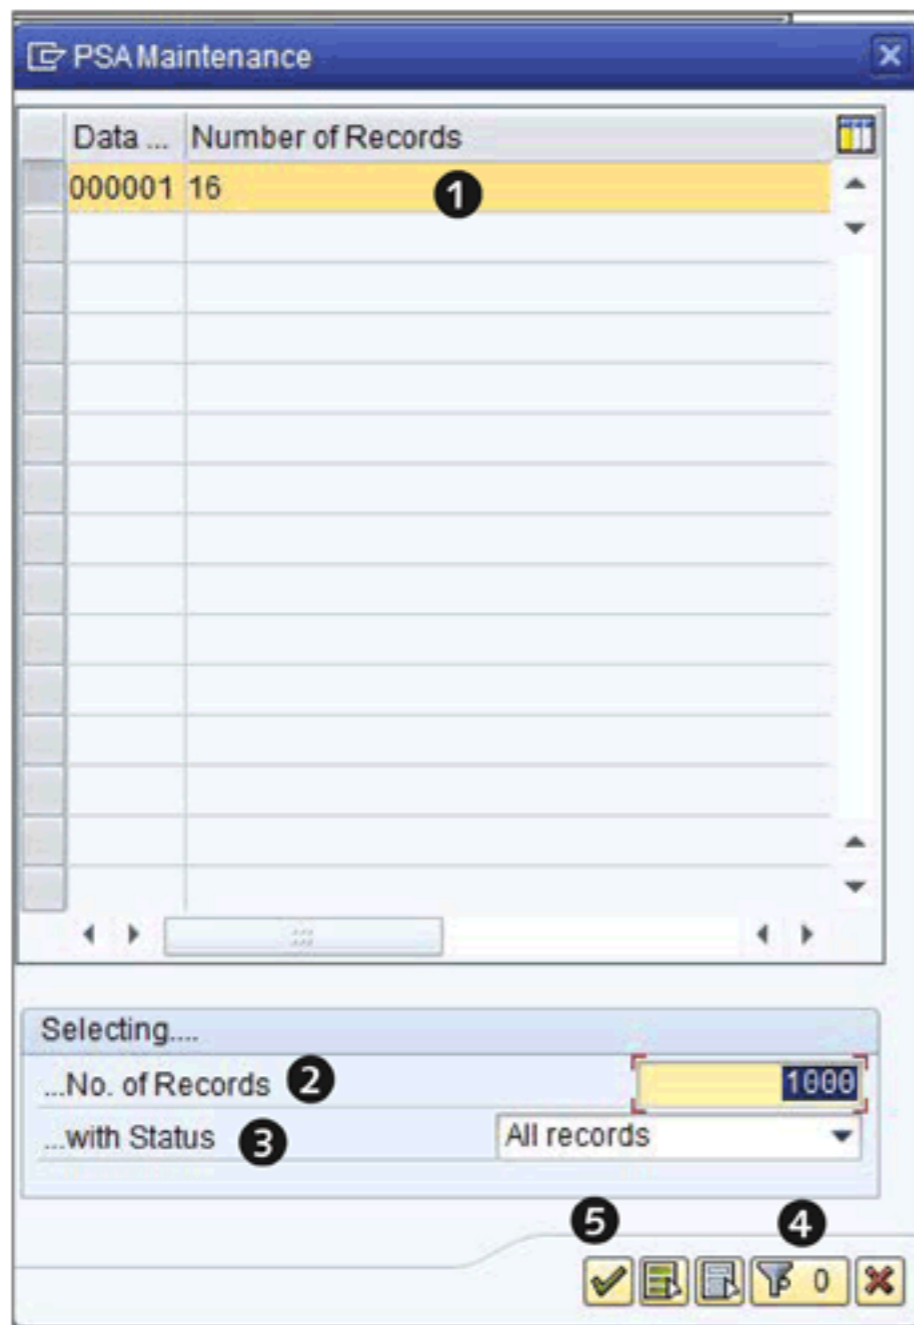 PSA Maintenance
Data ... Number of Records
000001 16 1
Selecting....
...No. of Records 2 1000
...with Status 3 All records
5 4
0